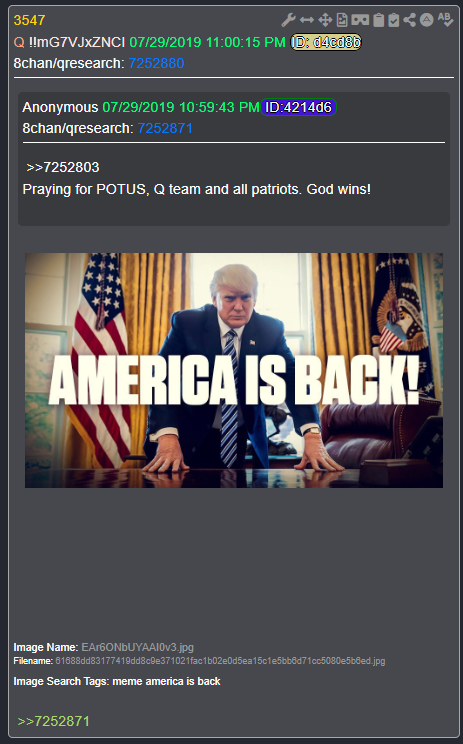 3547
Q !!mG7VJxZNCI 07/29/2019 11:00:15 PM ID: d4cd86
8chan/qresearch: 7252880
Anonymous 07/29/2019 10:59:43 PM ID:4214d6
8chan/qresearch: 7252871
>>7252803
Praying for POTUS, Q team and all patriots. God wins!
AMERICA IS BACK!
Image Name: EAr6ONbUYAAI0v3.jpg
Filename: 61688dd83177419dd8c9e371021fac1b02e0d5ea15c1e5bb6d71cc5080e5b6ed.jpg
Image Search Tags: meme america is back
>>7252871